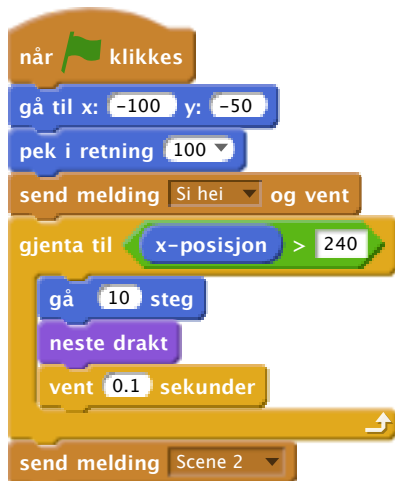 når klikkes
gå til x: -100 y: -50
pek i retning 100
send melding Si hei og vent
gjenta til x-posisjon > 240
gå 10 steg
neste drakt
vent 0.1 sekunder
send melding Scene 2